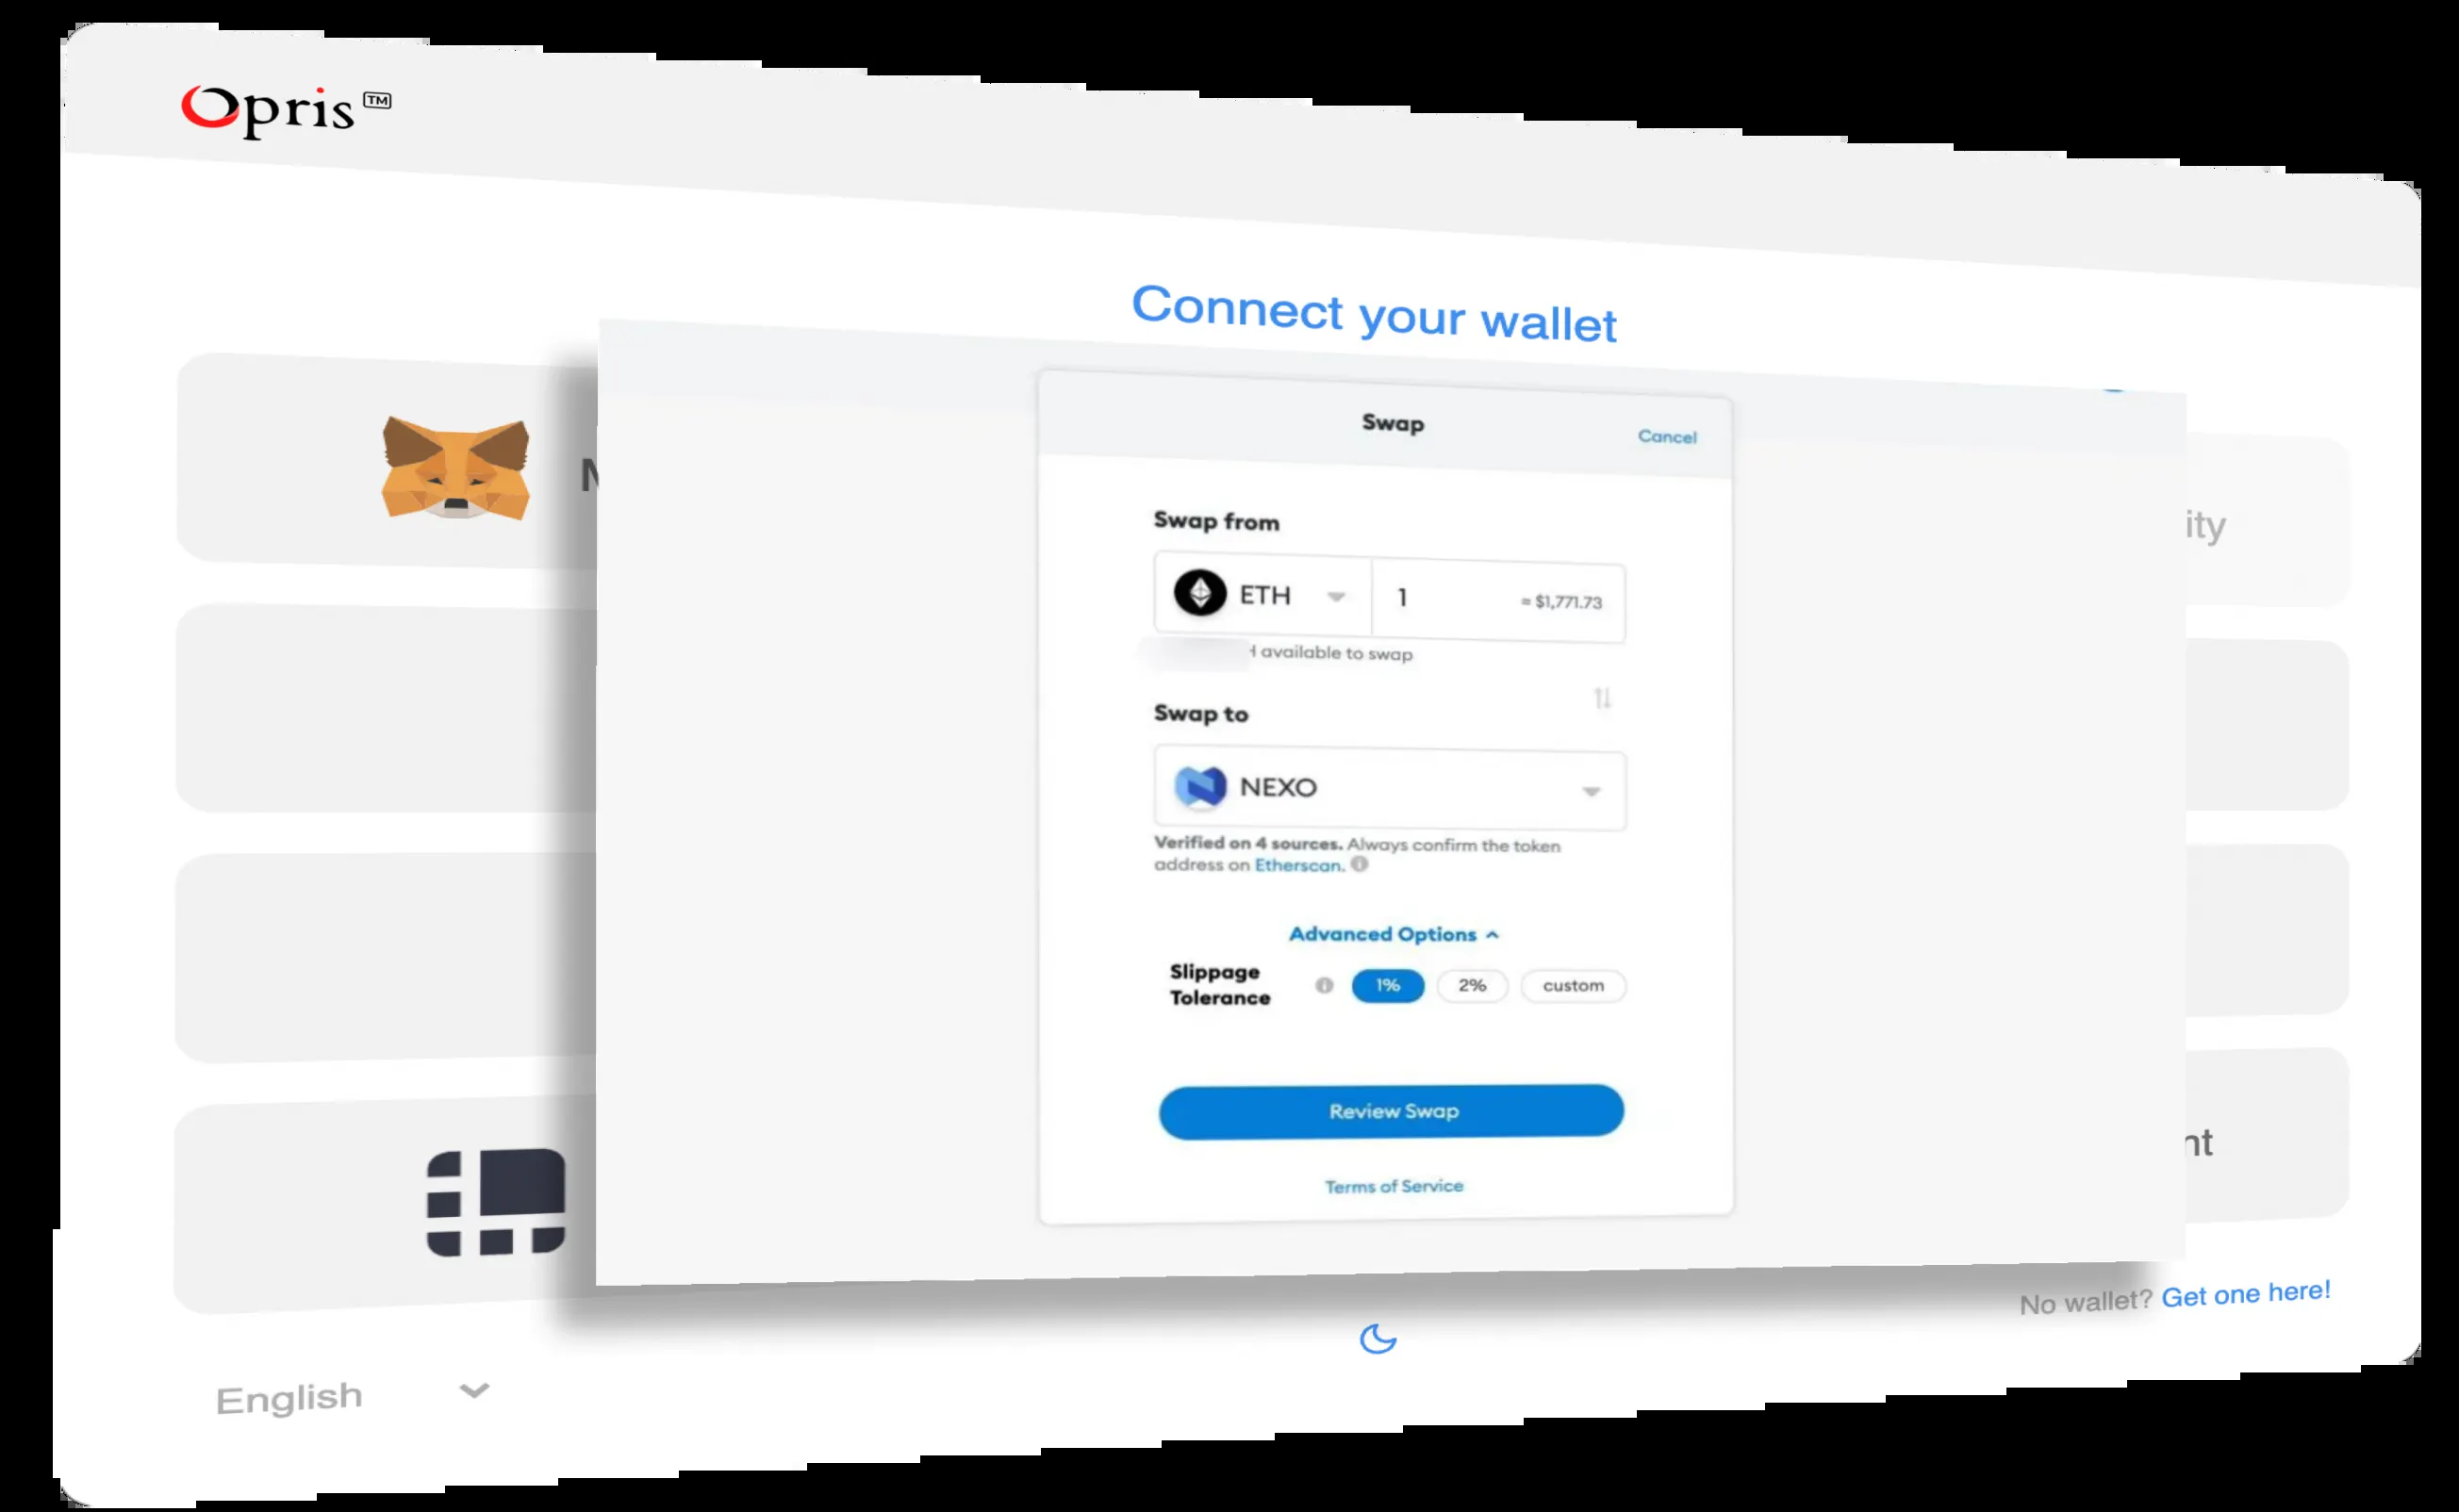 Opris TM
Connect your wallet
Swap
Cancel
Swap from
ETH
1
≈ $1,771.73
available to swap
Swap to
NEXO
Verified on 4 sources. Always confirm the token
address on Etherscan.
Advanced Options
Slippage
Tolerance
1%
2%
custom
Review Swap
Terms of Service
M
ity
nt
No wallet? Get one here!
English